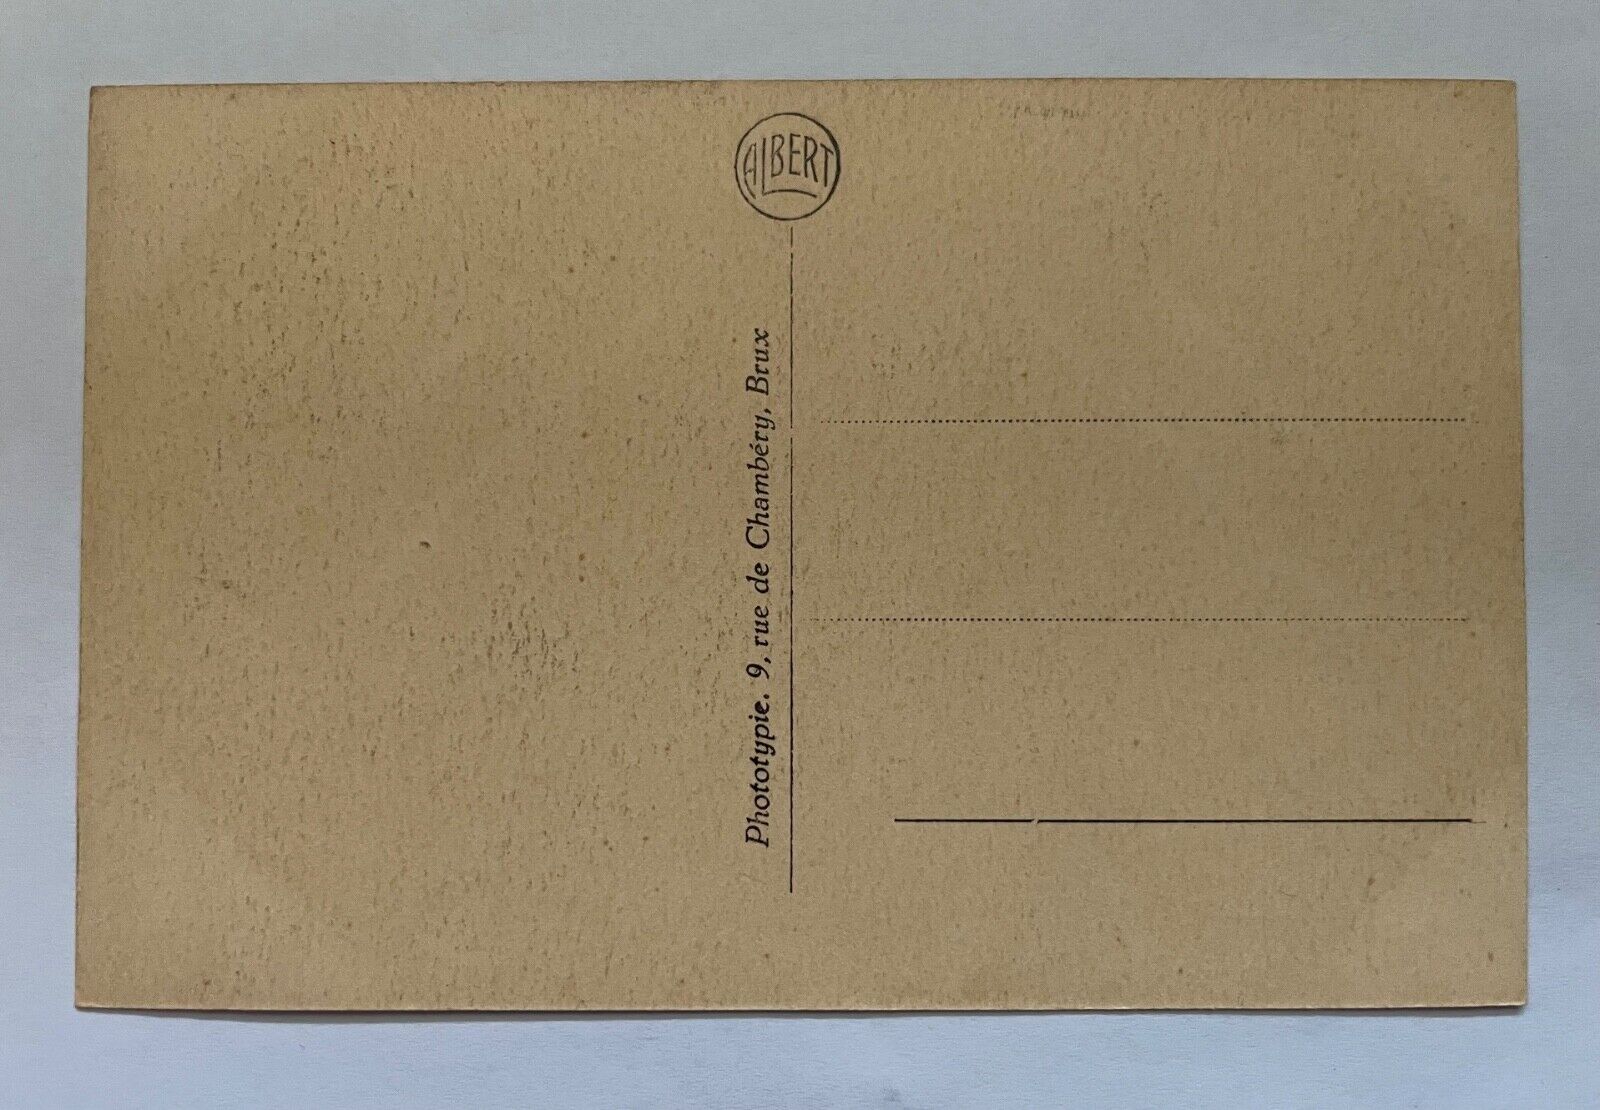 ALBERT
Phototypie. 9, rue de Chambéry, Brux